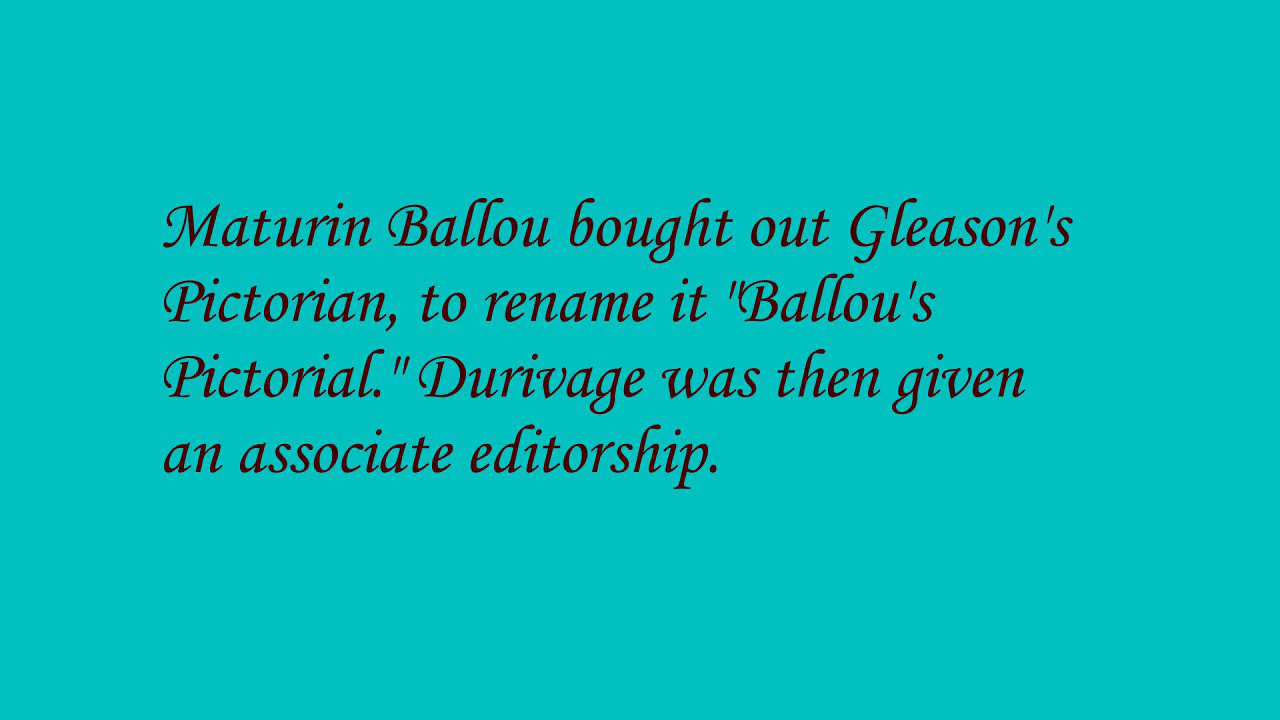 Maturin Ballou bought out Gleason's
Pictorian, to rename it "Ballou's
Pictorial." Durivage was then given
an associate editorship.